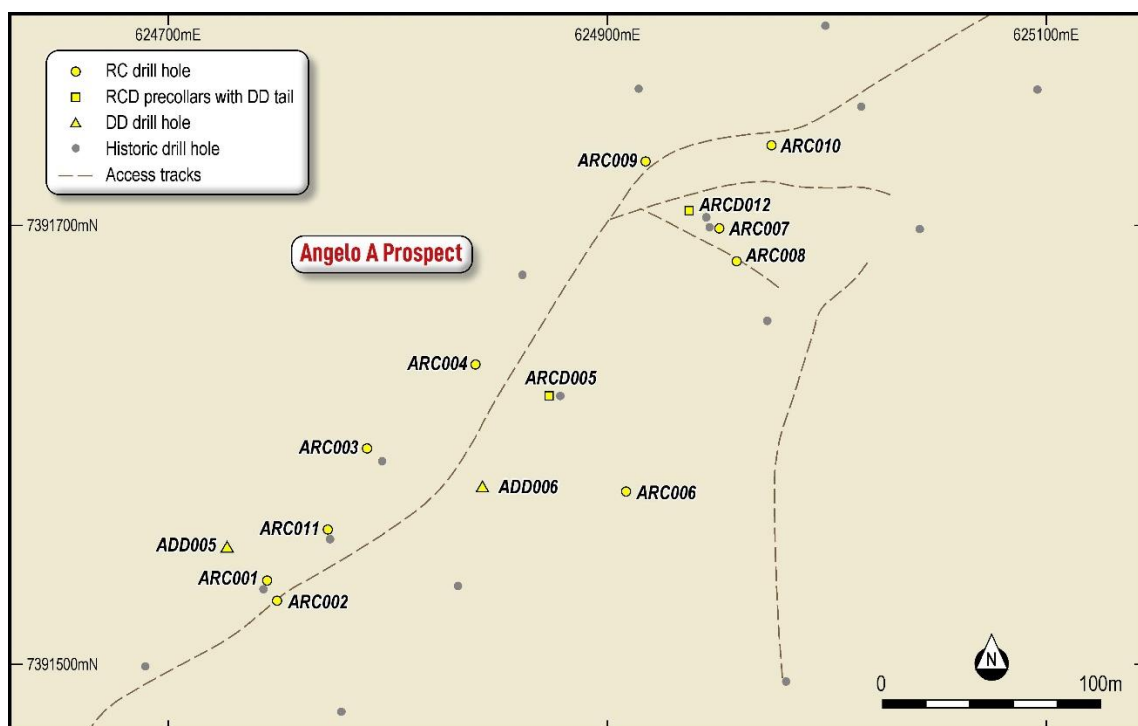 624700mE
624900mE
625100mE
RC drill hole
RCD precollars with DD tail
DD drill hole
Historic drill hole
Access tracks
ARC009
ARC010
ARCD012
7391700mN
ARC007
Angelo A Prospect
ARC008
ARC004
ARCD005
ARC003
ADD006
ARC006
ARC011
ADD005
ARC001
ARC002
7391500mN
N
0
100m